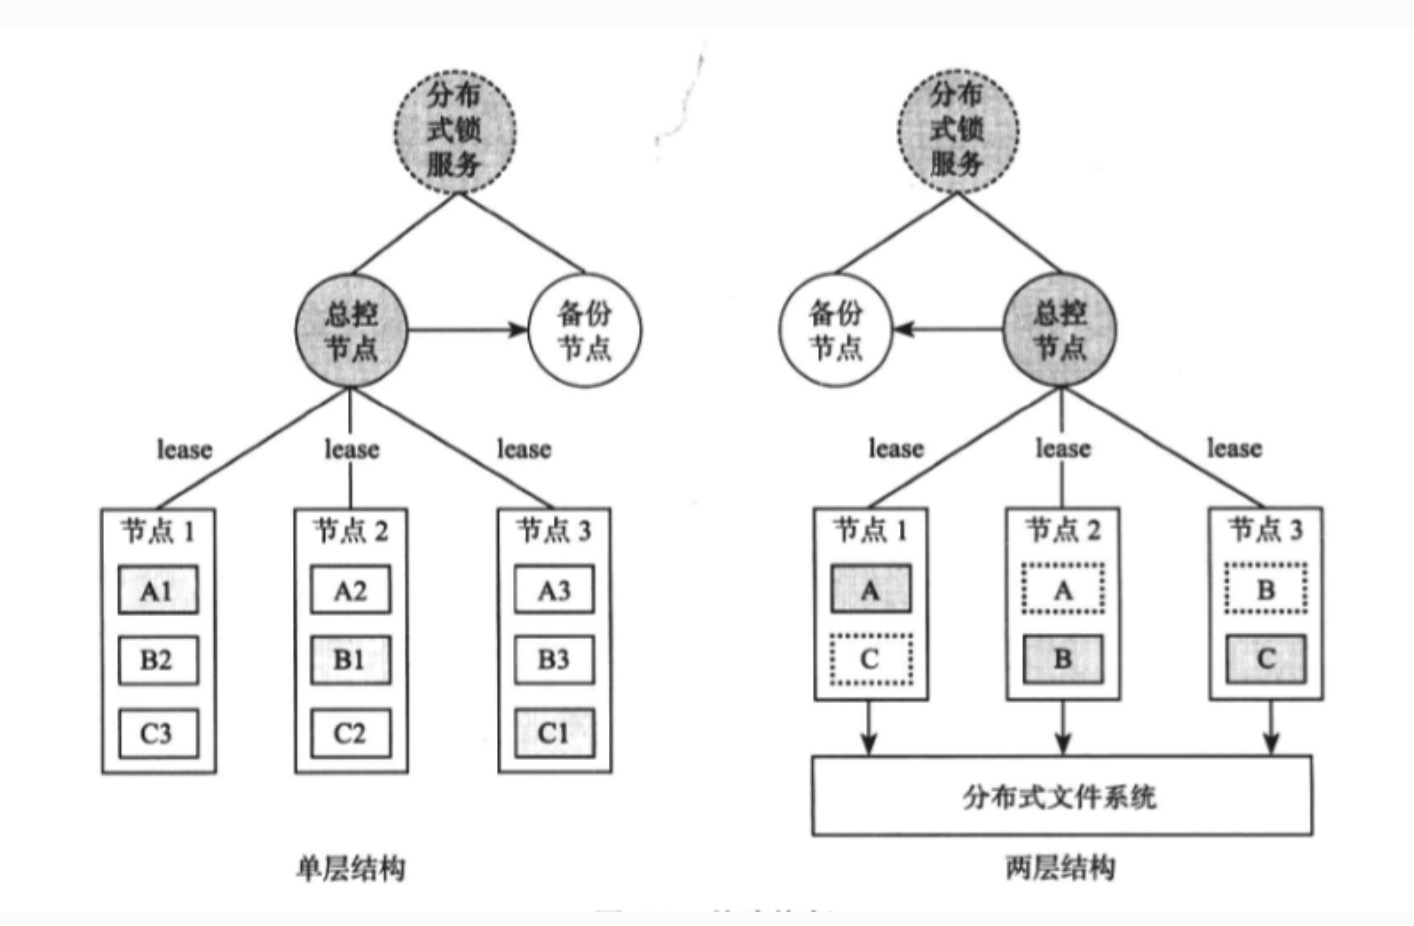 分布
式锁
服务
总控
节点
备份
节点
lease
lease
lease
节点 1
A1
B2
C3
节点 2
A2
B1
C2
节点 3
A3
B3
C1
单层结构
分布
式锁
服务
备份
节点
总控
节点
lease
lease
lease
节点 1
A
C
节点 2
A
B
节点 3
B
C
分布式文件系统
两层结构